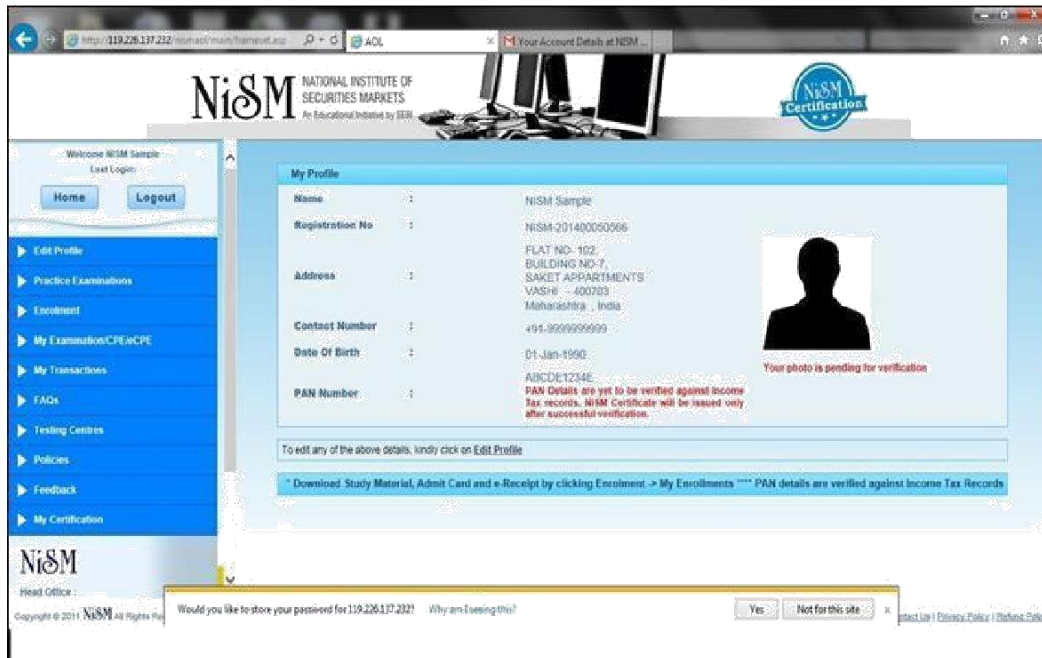 http://119.226.137.232/nismaol/main/frameset.asp
AOL
Your Account Details at NISM ...
NiSM
NATIONAL INSTITUTE OF
SECURITIES MARKETS
An Educational Initiative by SEBI
NiSM
Certification
Welcome NISM Sample
Last Login:
Home
Logout
Edit Profile
Practice Examinations
Enrolment
My Examination/CPE/eCPE
My Transactions
FAQs
Testing Centres
Policies
Feedback
My Certification
NiSM
Head Office :
My Profile
Name : NISM Sample
Registration No :
Address : FLAT NO- 102,
BUILDING NO-7,
SAKET APPARTMENTS
VASHI - 400703
Maharashtra , India
Contact Number : +91-9999999999
Date Of Birth : 01-Jan-1990
PAN Number : ABCDE1234E
PAN Details are yet to be verified against Income
Tax records. NISM Certificate will be issued only
after successful verification.
Your photo is pending for verification
To edit any of the above details, kindly click on Edit Profile
* Download Study Material, Admit Card and e-Receipt by clicking Enrolment -> My Enrollments **** PAN details are verified against Income Tax Records
Would you like to store your password for 119.226.137.232? Why am I seeing this?
Yes
Not for this site
Copyright © 2011 NiSM All Rights
Privacy Policy |